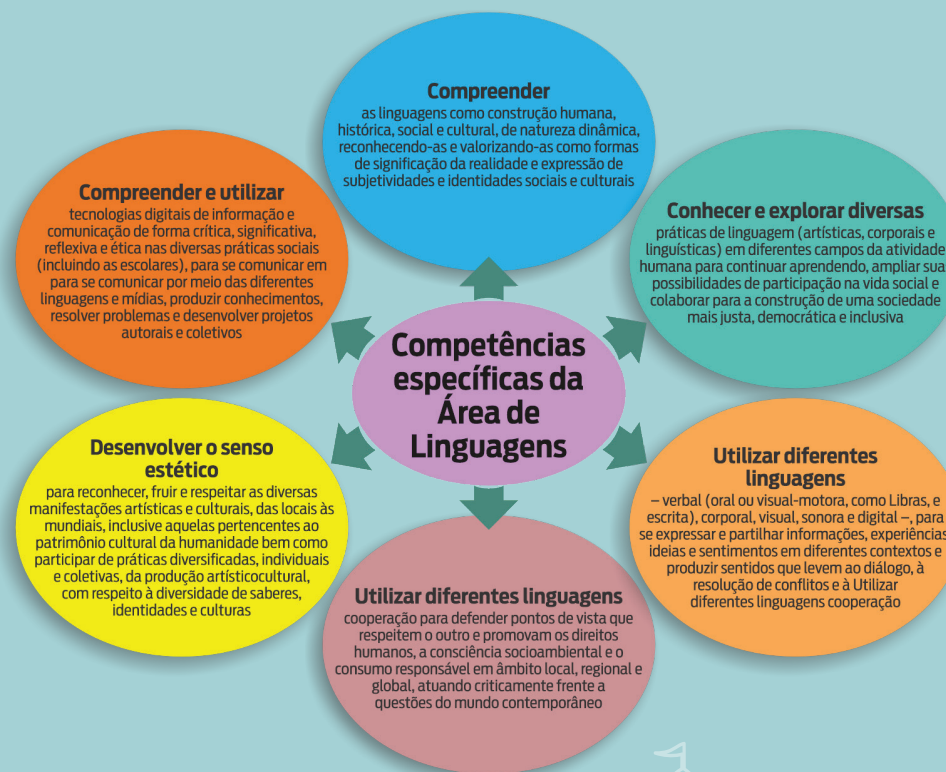 Compreender
as linguagens como construção humana,
histórica, social e cultural, de natureza dinâmica,
reconhecendo-as e valorizando-as como formas
de significação da realidade e expressão de
subjetividades e identidades sociais e culturais
Compreender e utilizar
tecnologias digitais de informação e
comunicação de forma crítica, significativa,
reflexiva e ética nas diversas práticas sociais
(incluindo as escolares), para se comunicar em
para se comunicar por meio das diferentes
linguagens e mídias, produzir conhecimentos,
resolver problemas e desenvolver projetos
autorais e coletivos
Conhecer e explorar diversas
práticas de linguagem (artísticas, corporais e
linguísticas) em diferentes campos da atividade
humana para continuar aprendendo, ampliar suas
possibilidades de participação na vida social e
colaborar para a construção de uma sociedade
mais justa, democrática e inclusiva
Competências
específicas da
Área de
Linguagens
Desenvolver o senso
estético
para reconhecer, fruir e respeitar as diversas
manifestações artísticas e culturais, das locais às
mundiais, inclusive aquelas pertencentes ao
patrimônio cultural da humanidade bem como
participar de práticas diversificadas, individuais
e coletivas, da produção artísticocultural,
com respeito à diversidade de saberes,
identidades e culturas
Utilizar diferentes
linguagens
– verbal (oral ou visual-motora, como Libras, e
escrita), corporal, visual, sonora e digital –, para
se expressar e partilhar informações, experiências,
ideias e sentimentos em diferentes contextos e
produzir sentidos que levem ao diálogo, à
resolução de conflitos e à Utilizar
diferentes linguagens cooperação
Utilizar diferentes linguagens
cooperação para defender pontos de vista que
respeitem o outro e promovam os direitos
humanos, a consciência socioambiental e o
consumo responsável em âmbito local, regional e
global, atuando criticamente frente a
questões do mundo contemporâneo